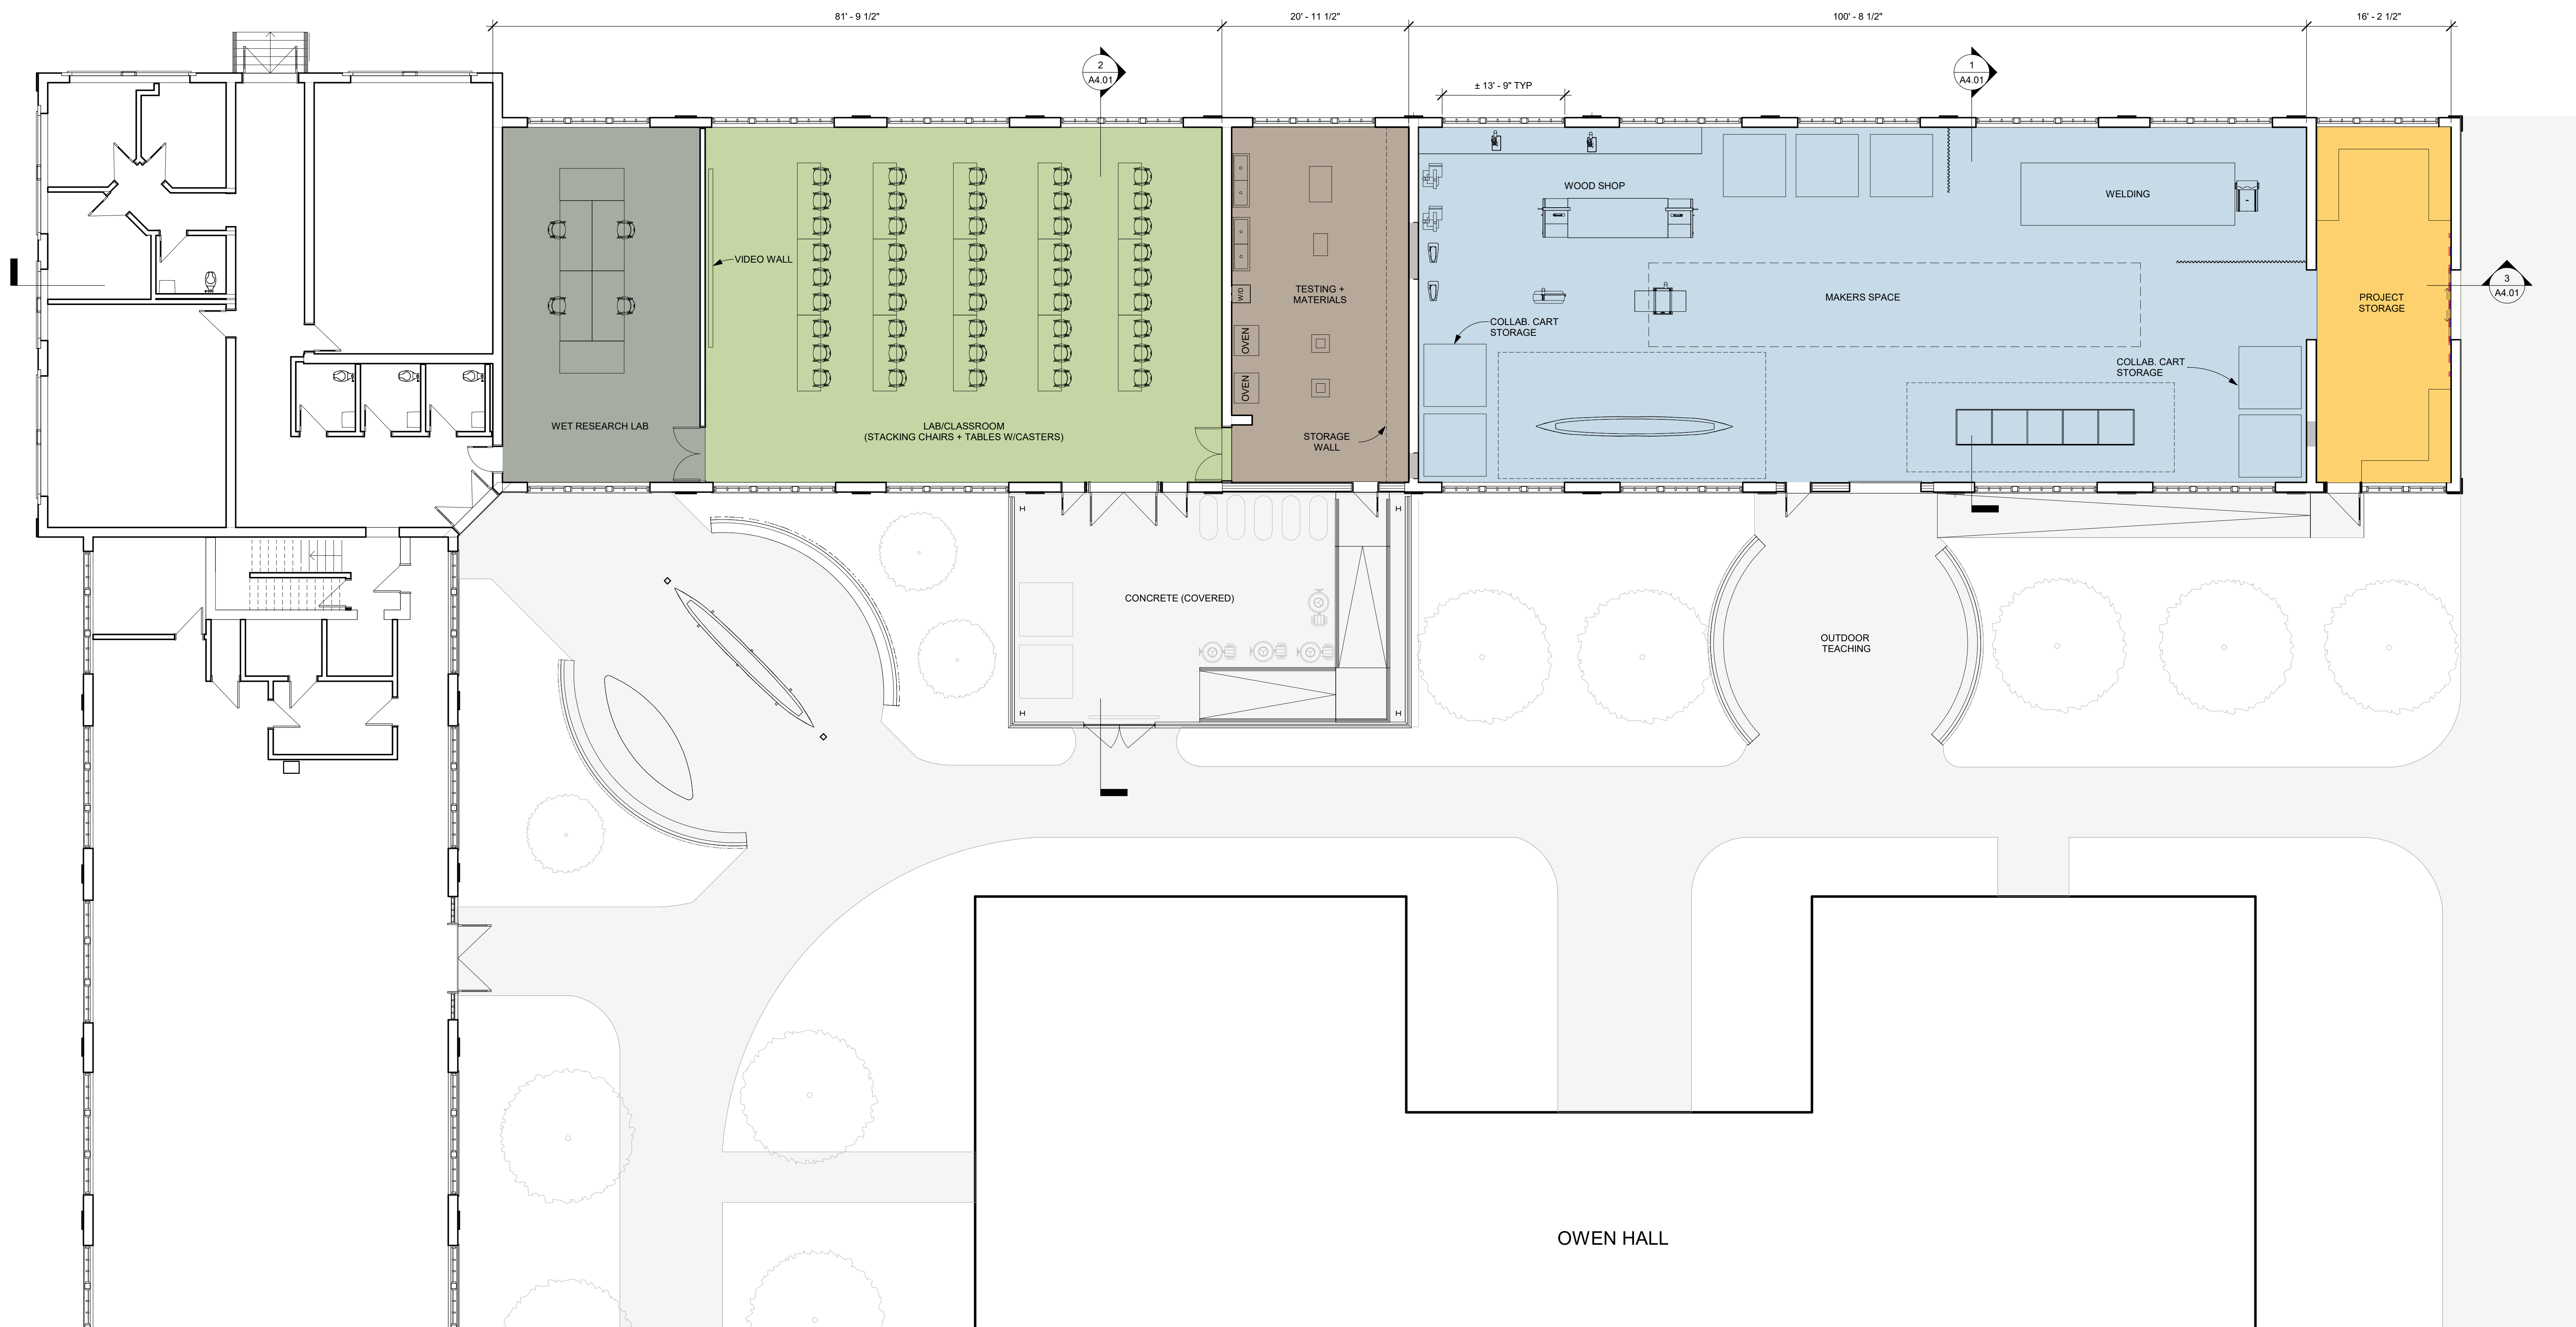 81' - 9 1/2"
20' - 11 1/2"
100' - 8 1/2"
16' - 2 1/2"
2
A4.01
1
A4.01
± 13' - 9" TYP
WOOD SHOP
WELDING
VIDEO WALL
TESTING +
MATERIALS
W/D
MAKERS SPACE
PROJECT
STORAGE
3
A4.01
COLLAB. CART
STORAGE
OVEN
OVEN
COLLAB. CART
STORAGE
WET RESEARCH LAB
LAB/CLASSROOM
(STACKING CHAIRS + TABLES W/CASTERS)
STORAGE
WALL
CONCRETE (COVERED)
OUTDOOR
TEACHING
OWEN HALL